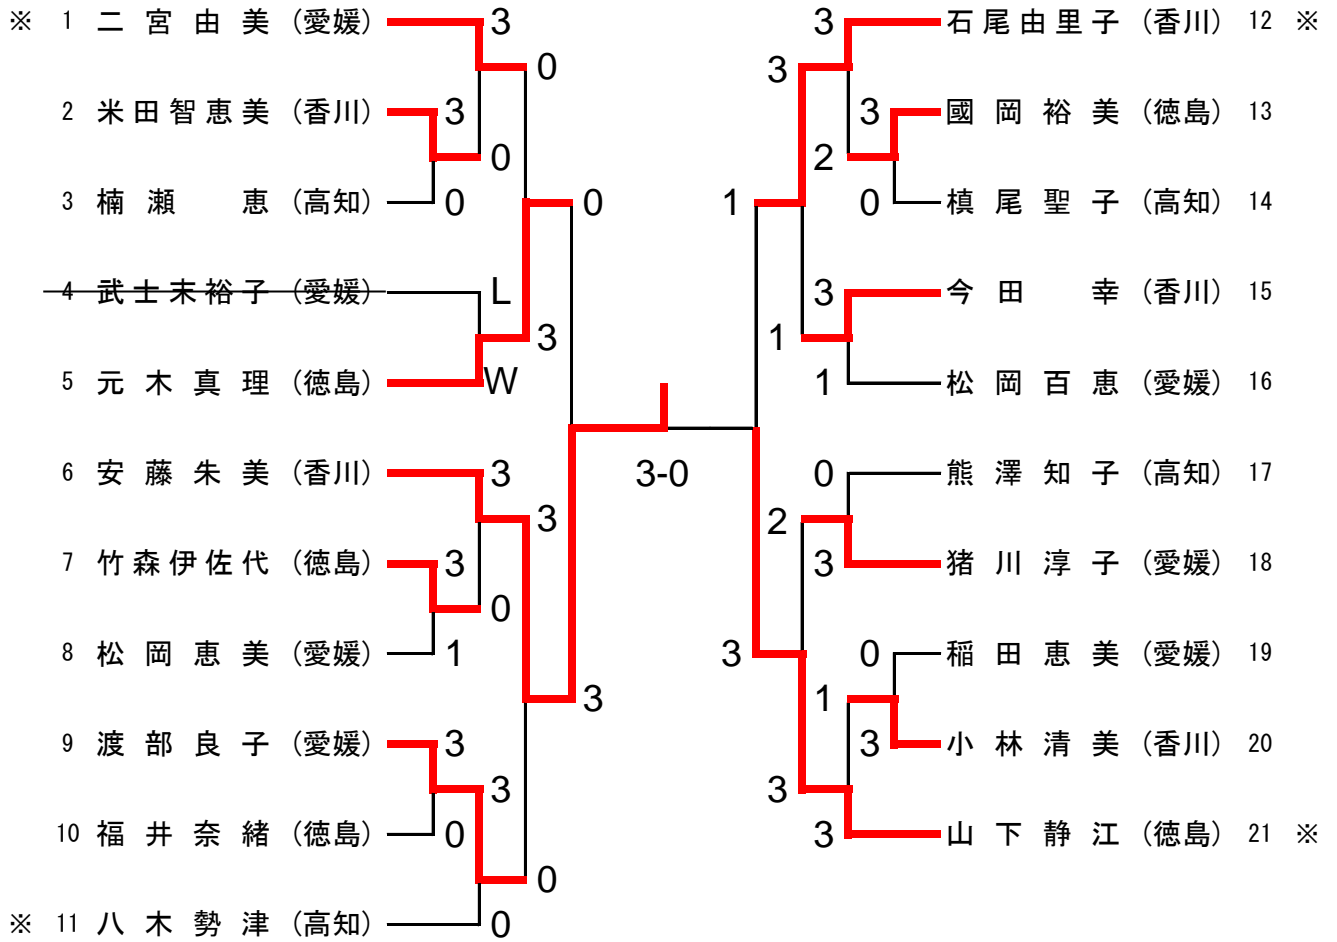 ※ 1 二宮由美 (愛媛) 3
0
2 米田智恵美 (香川) 3
0
3 楠瀬 恵 (高知) 0
0
4 武士末裕子 (愛媛) L
3
5 元木真理 (徳島) W
6 安藤朱美 (香川) 3
3
7 竹森伊佐代 (徳島) 3
0
8 松岡恵美 (愛媛) 1
3
9 渡部良子 (愛媛) 3
3
10 福井奈緒 (徳島) 0
0
※ 11 八木勢津 (高知) 0
3-0
3 石尾由里子 (香川) 12 ※
3
3 國岡裕美 (徳島) 13
2
0 槙尾聖子 (高知) 14
1
3 今田 幸 (香川) 15
1
1 松岡百恵 (愛媛) 16
0 熊澤知子 (高知) 17
2
3 猪川淳子 (愛媛) 18
0 稲田恵美 (愛媛) 19
3
1
3 小林清美 (香川) 20
3
3 山下静江 (徳島) 21 ※